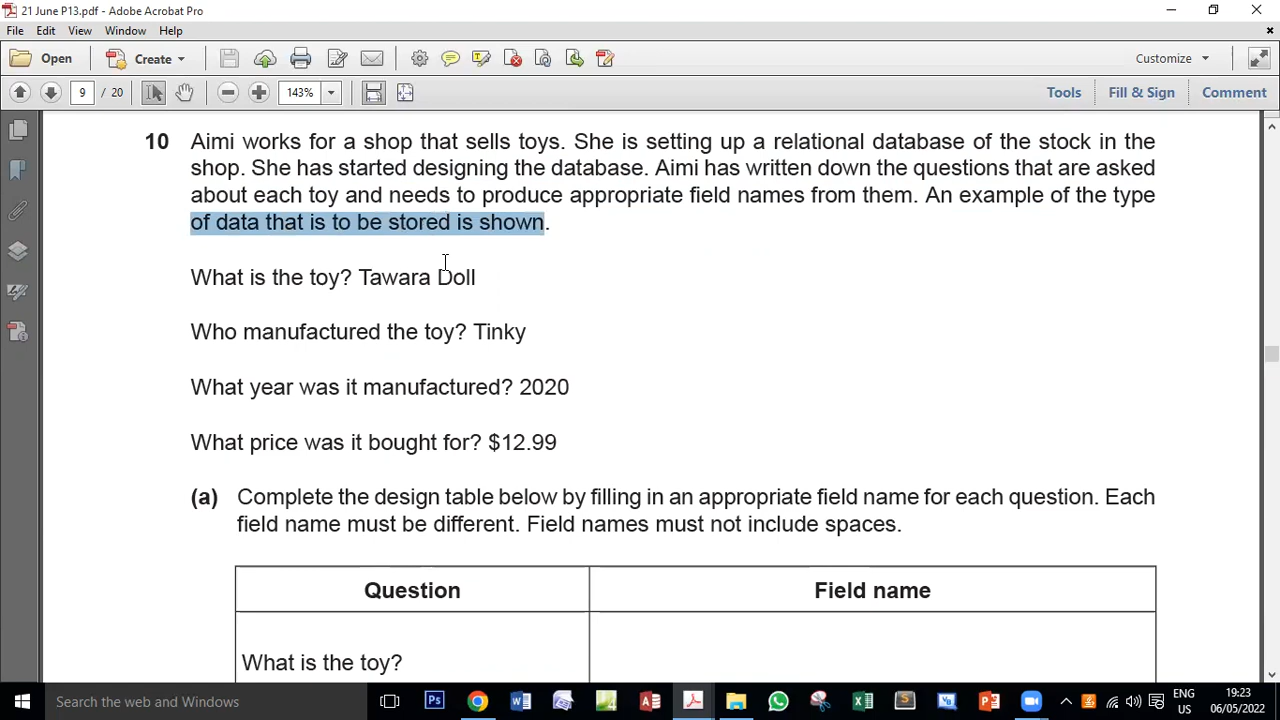 21 June P13.pdf - Adobe Acrobat Pro
File Edit View Window Help
Open Create Customize
9 / 20 143% Tools Fill & Sign Comment
10 Aimi works for a shop that sells toys. She is setting up a relational database of the stock in the
shop. She has started designing the database. Aimi has written down the questions that are asked
about each toy and needs to produce appropriate field names from them. An example of the type
of data that is to be stored is shown.
What is the toy? Tawara Doll
Who manufactured the toy? Tinky
What year was it manufactured? 2020
What price was it bought for? $12.99
(a) Complete the design table below by filling in an appropriate field name for each question. Each
field name must be different. Field names must not include spaces.
Question Field name
What is the toy?
Search the web and Windows
ENG 19:23
US 06/05/2022